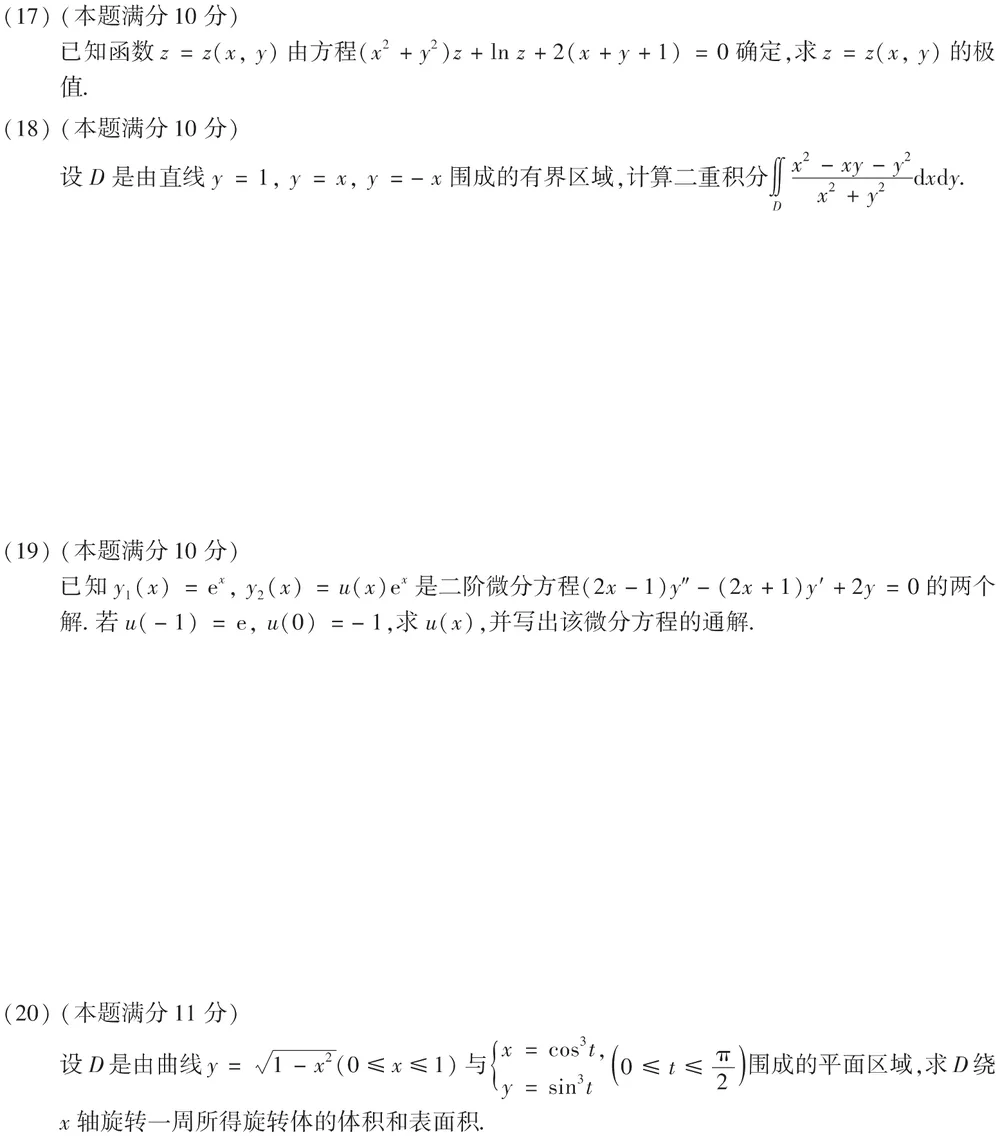 (17) (本题满分 10 分)
已知函数 z = z(x, y) 由方程(x² + y²)z + ln z + 2(x + y + 1) = 0 确定,求 z = z(x, y) 的极
值.
(18) (本题满分 10 分)
设 D 是由直线 y = 1, y = x, y = - x 围成的有界区域,计算二重积分∬_D (x² - xy - y²)/(x² + y²) dxdy.
(19) (本题满分 10 分)
已知 y₁(x) = eˣ, y₂(x) = u(x)eˣ 是二阶微分方程(2x - 1)y″ - (2x + 1)y′ + 2y = 0 的两个
解. 若 u( - 1) = e, u(0) = - 1,求 u(x),并写出该微分方程的通解.
(20) (本题满分 11 分)
设 D 是由曲线 y = √(1 - x²)(0 ≤ x ≤ 1) 与{x = cos³t, y = sin³t (0 ≤ t ≤ π/2)围成的平面区域,求 D 绕
x 轴旋转一周所得旋转体的体积和表面积.